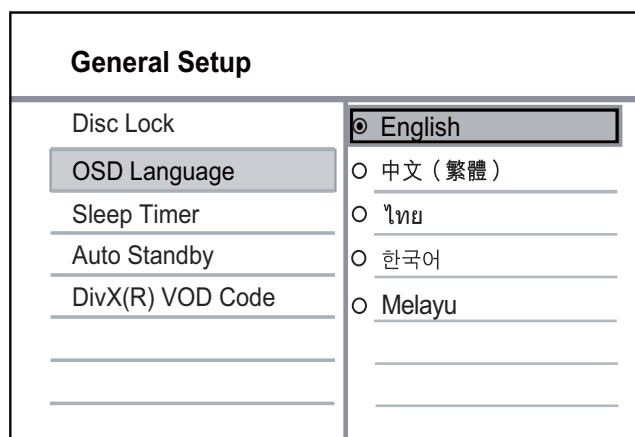 General Setup
Disc Lock
OSD Language
Sleep Timer
Auto Standby
DivX(R) VOD Code
English
中文（繁體）
ไทย
한국어
Melayu